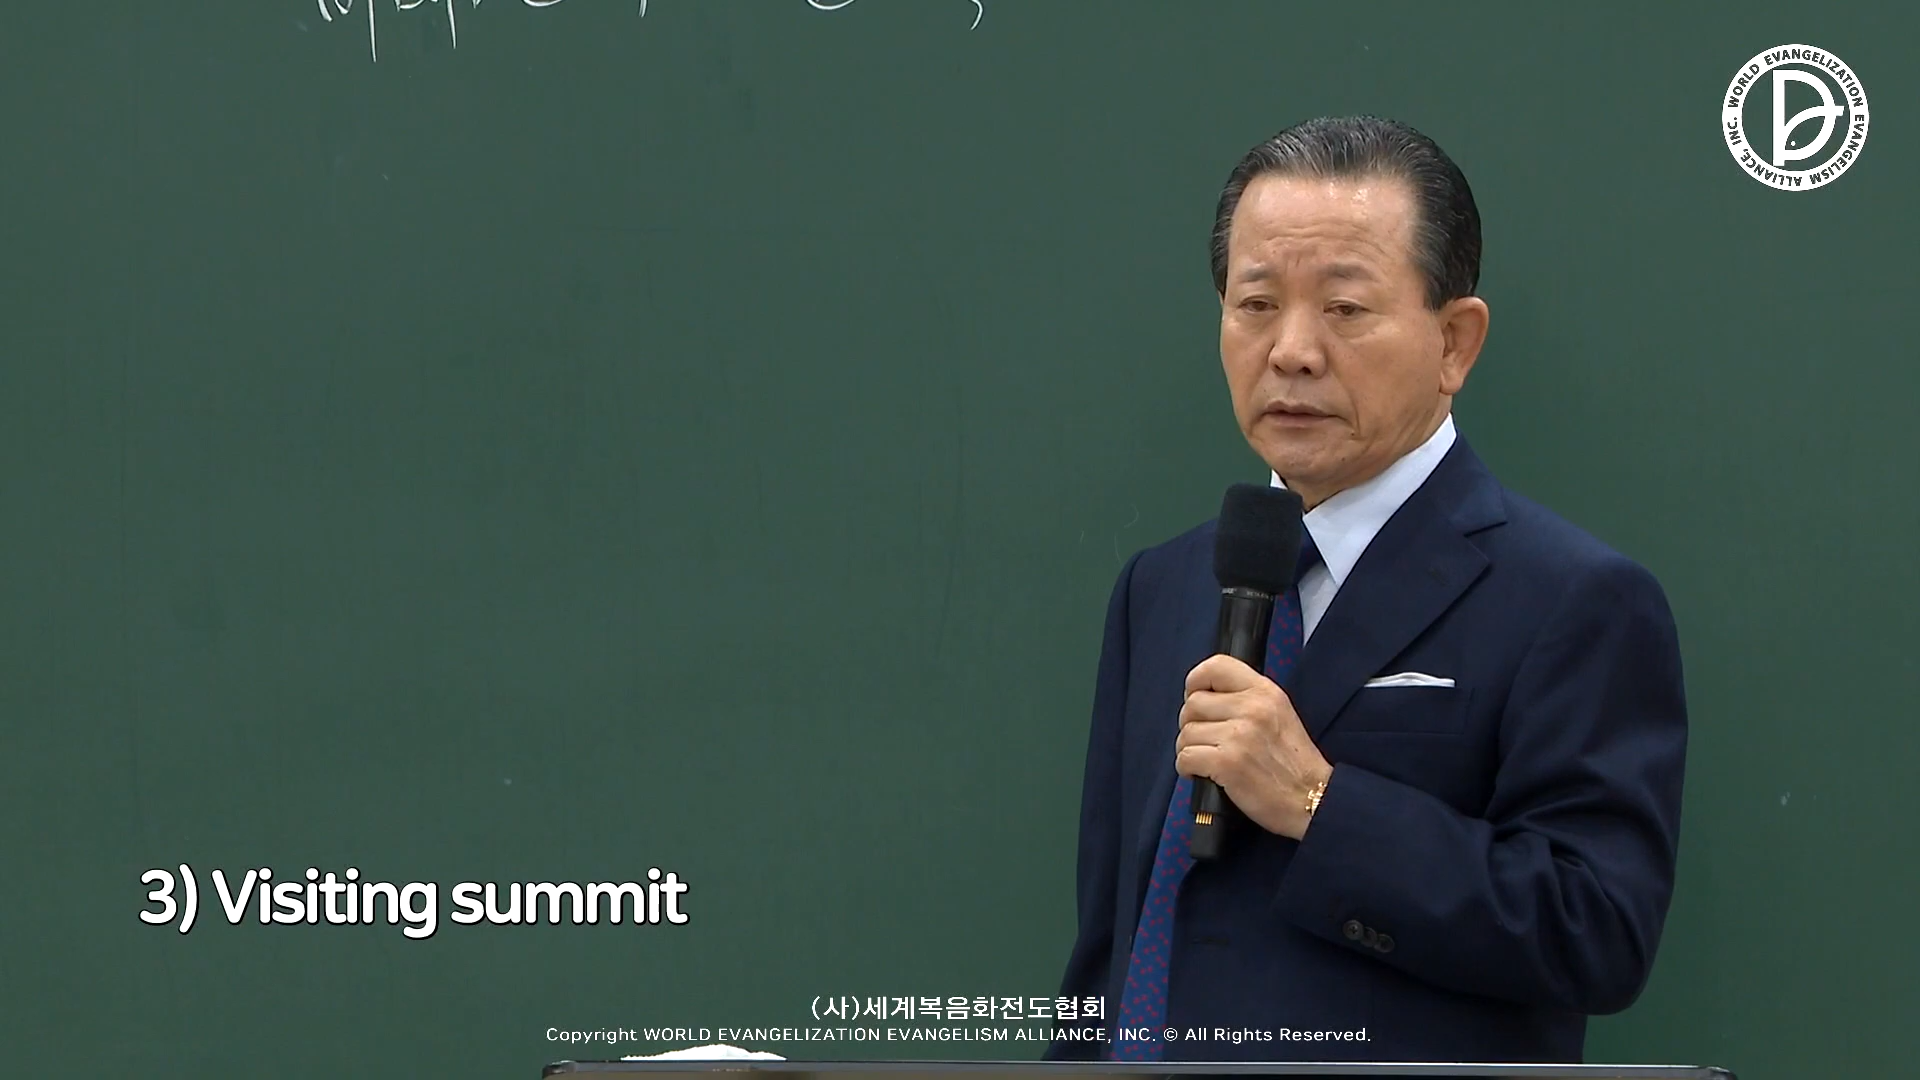 WORLD EVANGELIZATION EVANGELISM ALLIANCE, INC.
3) Visiting summit
(사)세계복음화전도협회
Copyright WORLD EVANGELIZATION EVANGELISM ALLIANCE, INC. © All Rights Reserved.